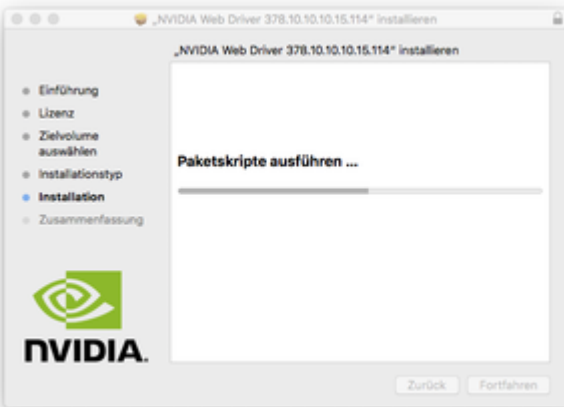 „NVIDIA Web Driver 378.10.10.10.15.114“ installieren
„NVIDIA Web Driver 378.10.10.10.15.114“ installieren
Einführung
Lizenz
Zielvolume
auswählen
Installationstyp
Installation
Zusammenfassung
Paketskripte ausführen ...
NVIDIA.
Zurück
Fortfahren